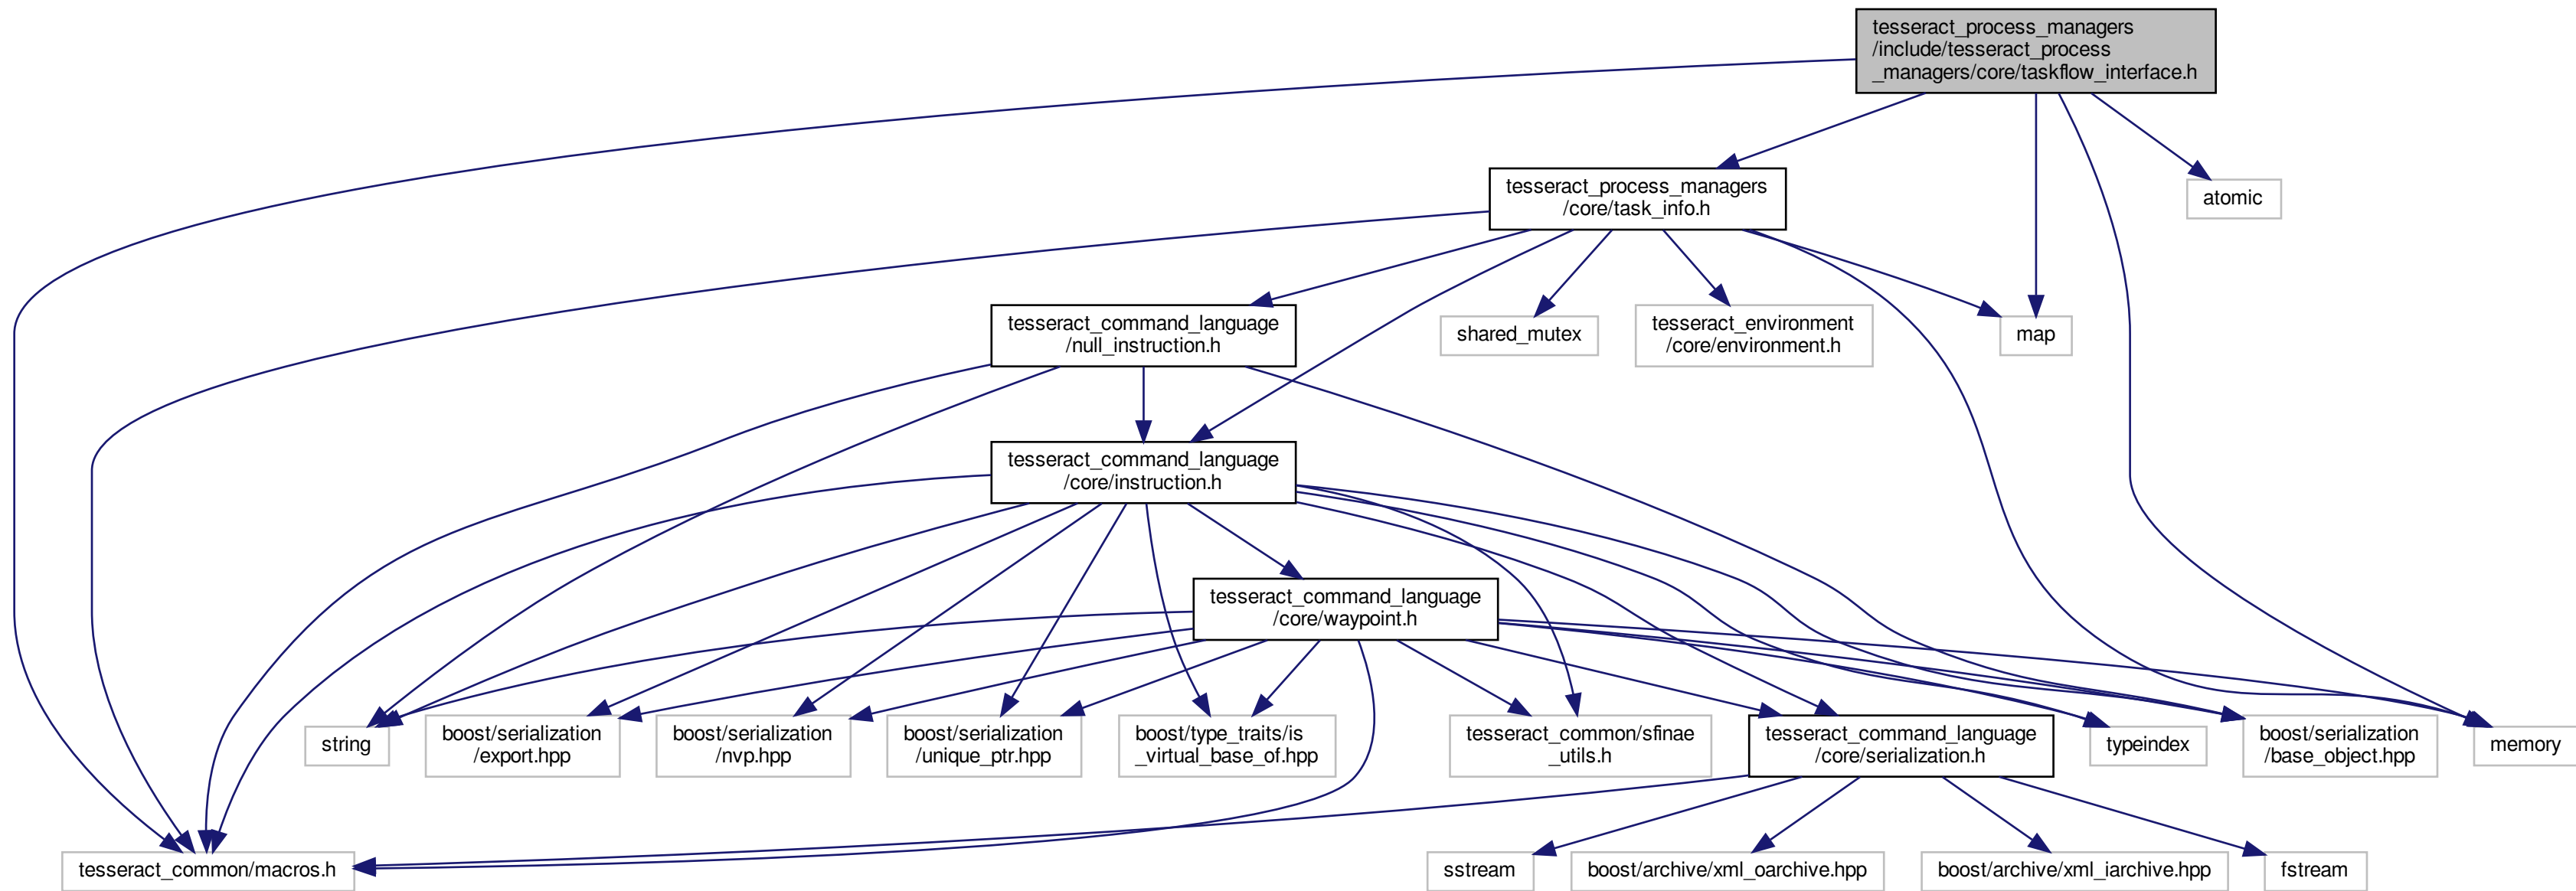 tesseract_process_managers
/include/tesseract_process
_managers/core/taskflow_interface.h
tesseract_process_managers
/core/task_info.h
atomic
tesseract_command_language
/null_instruction.h
shared_mutex
tesseract_environment
/core/environment.h
map
tesseract_command_language
/core/instruction.h
tesseract_command_language
/core/waypoint.h
string
boost/serialization
/export.hpp
boost/serialization
/nvp.hpp
boost/serialization
/unique_ptr.hpp
boost/type_traits/is
_virtual_base_of.hpp
tesseract_common/sfinae
_utils.h
tesseract_command_language
/core/serialization.h
typeindex
boost/serialization
/base_object.hpp
memory
tesseract_common/macros.h
sstream
boost/archive/xml_oarchive.hpp
boost/archive/xml_iarchive.hpp
fstream